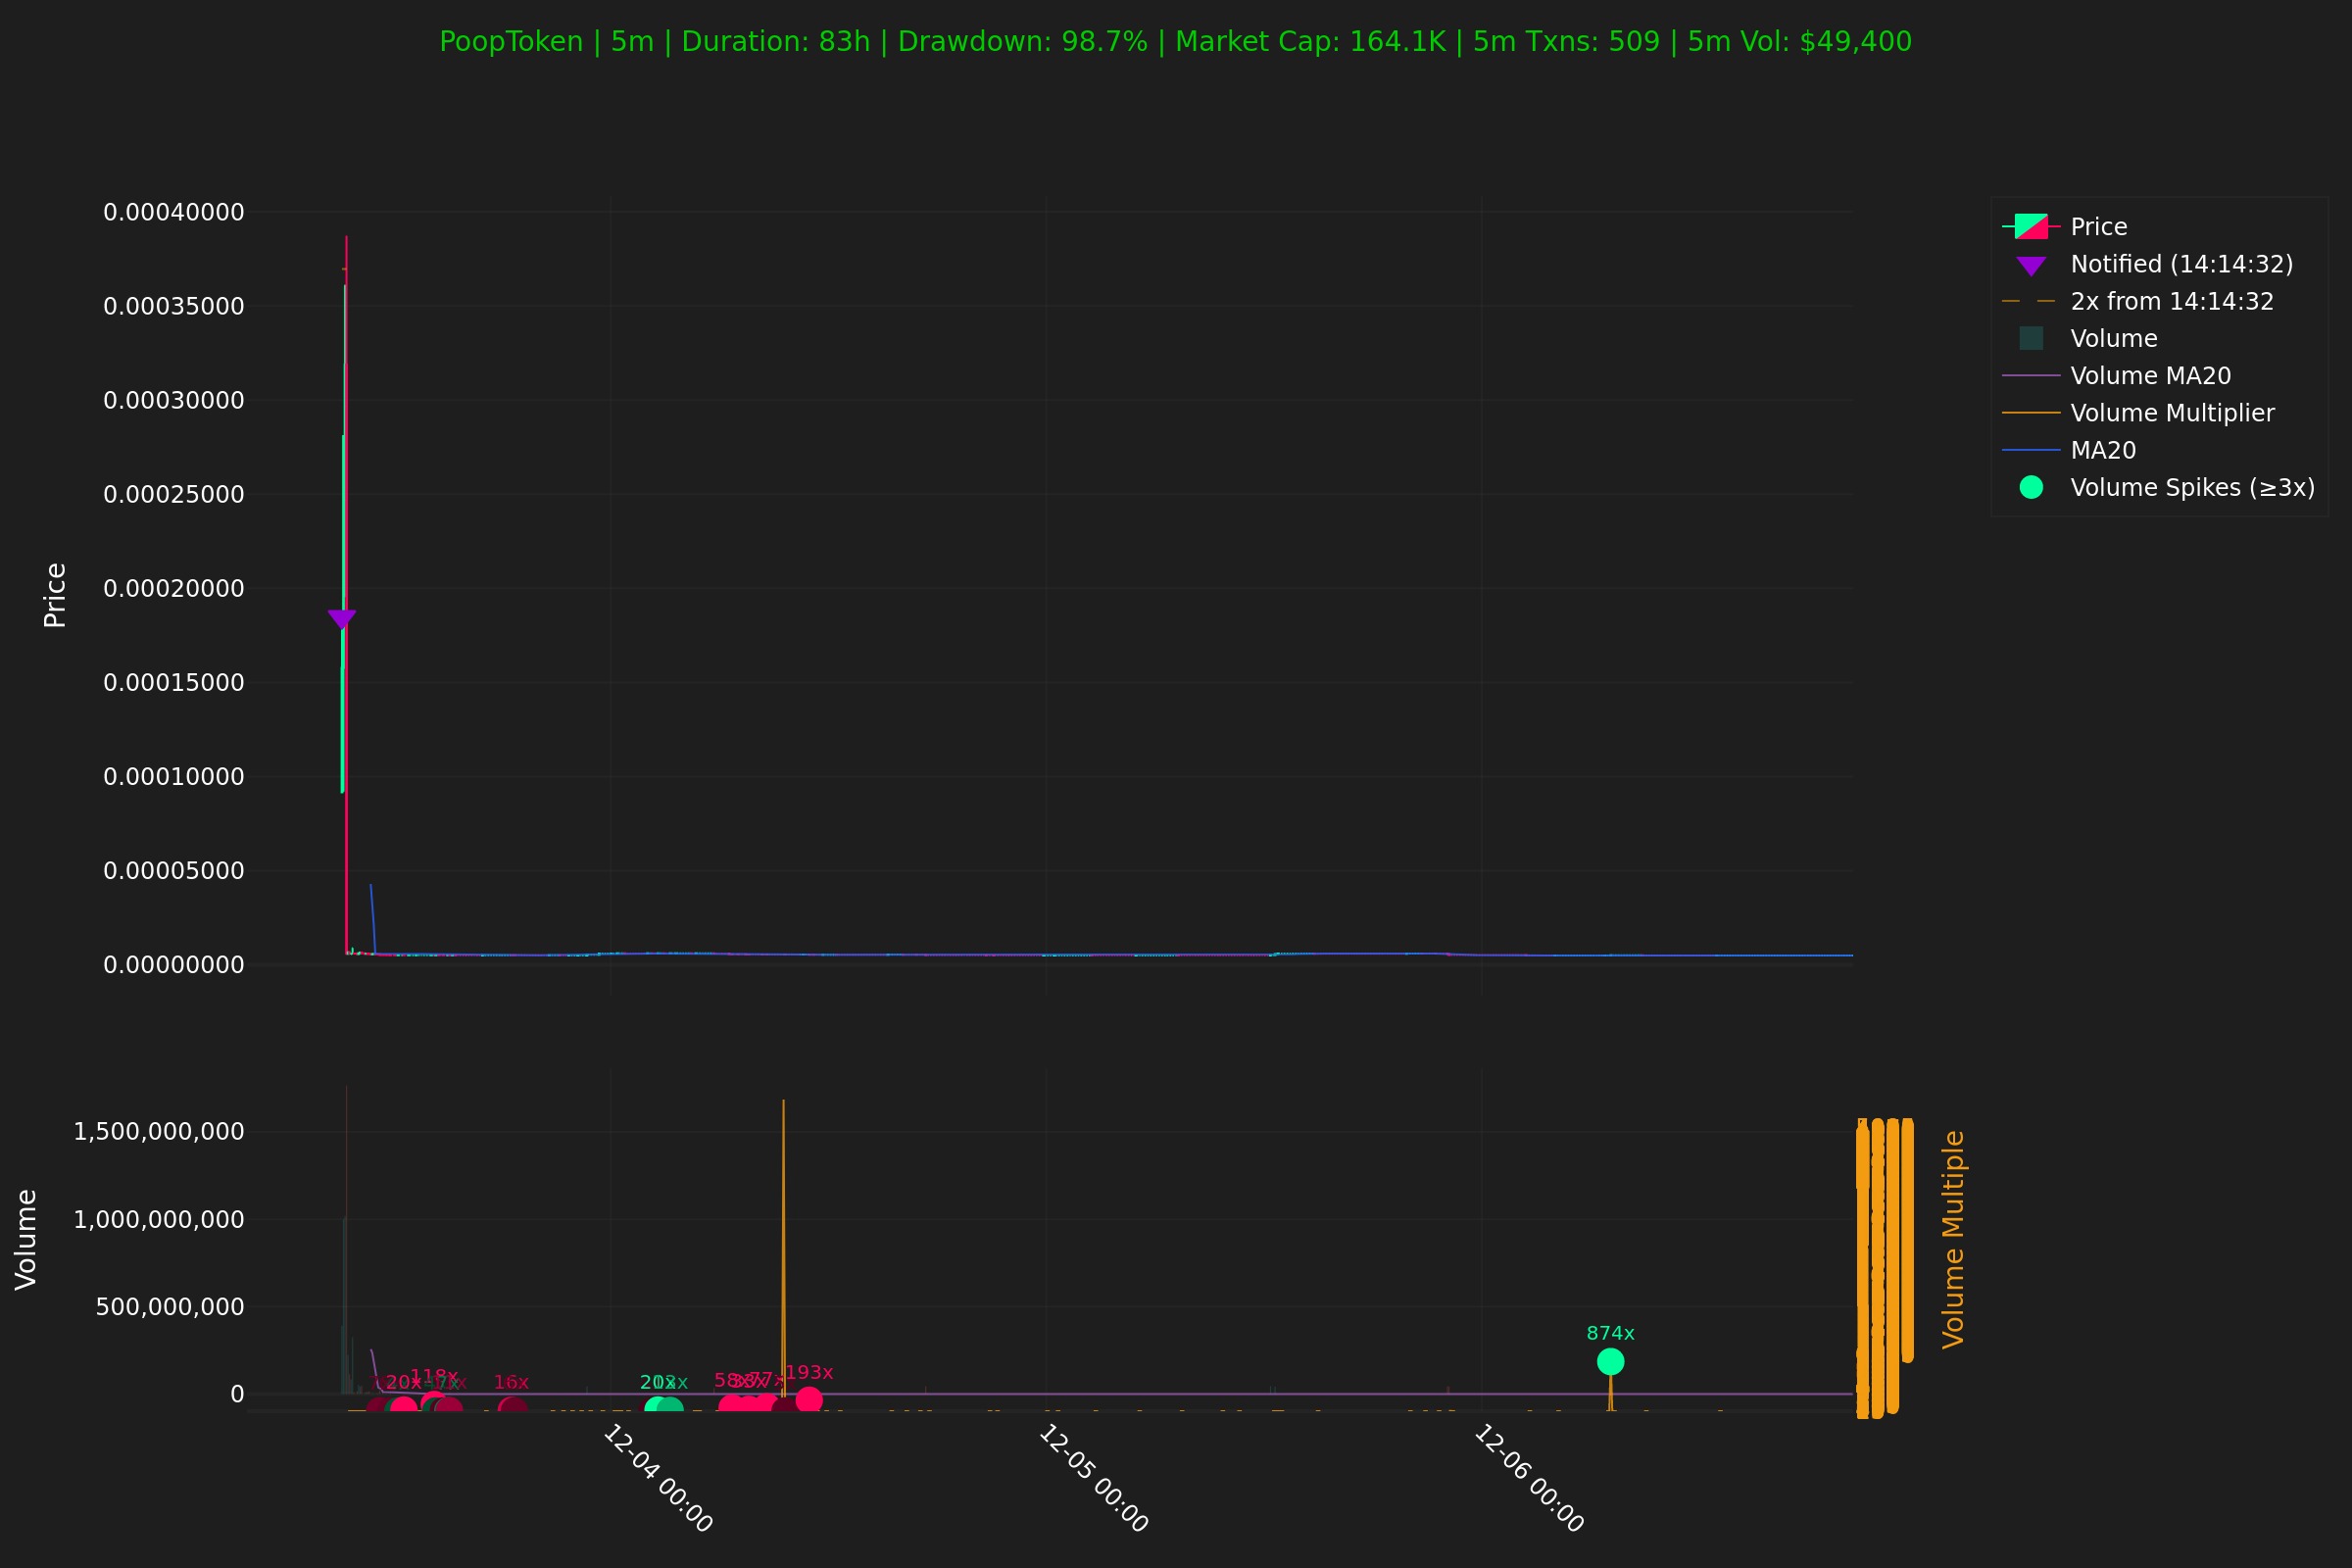 PoopToken | 5m | Duration: 83h | Drawdown: 98.7% | Market Cap: 164.1K | 5m Txns: 509 | 5m Vol: $49,400
Price
0.00040000
0.00035000
0.00030000
0.00025000
0.00020000
0.00015000
0.00010000
0.00005000
0.00000000
Price
Notified (14:14:32)
2x from 14:14:32
Volume
Volume MA20
Volume Multiplier
MA20
Volume Spikes (≥3x)
Volume
1,500,000,000
1,000,000,000
500,000,000
0
20x
118x
16x
20x
193x
874x
Volume Multiple
12-04 00:00
12-05 00:00
12-06 00:00